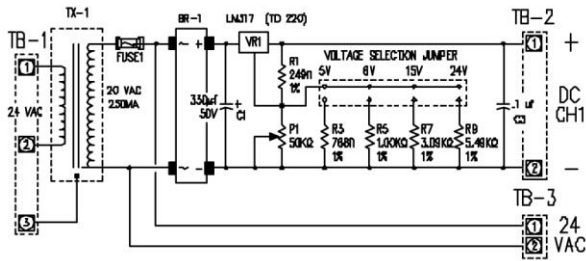 TX-1
BR-1
LM317 (TO 220)
TB-2
TB-1
FUSE1
VR1
VOLTAGE SELECTION JUMPER
5V 6V 15V 24V
R1
249Ω
1%
1
24 VAC
2
3
20 VAC
250MA
330µf
50V
C1
P1
50KΩ
R3
768Ω
1%
R5
1.00KΩ
1%
R7
3.09KΩ
1%
R9
5.49KΩ
1%
.1 uf
1
+
DC
CH1
2
-
TB-3
1
24
2
VAC